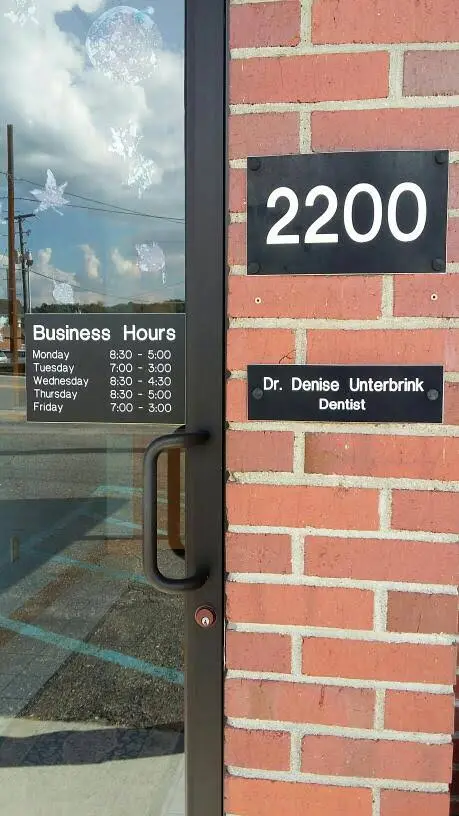 2200
Business Hours
Monday 8:30 - 5:00
Tuesday 7:00 - 3:00
Wednesday 8:30 - 4:30
Thursday 8:30 - 5:00
Friday 7:00 - 3:00
Dr. Denise Unterbrink
Dentist